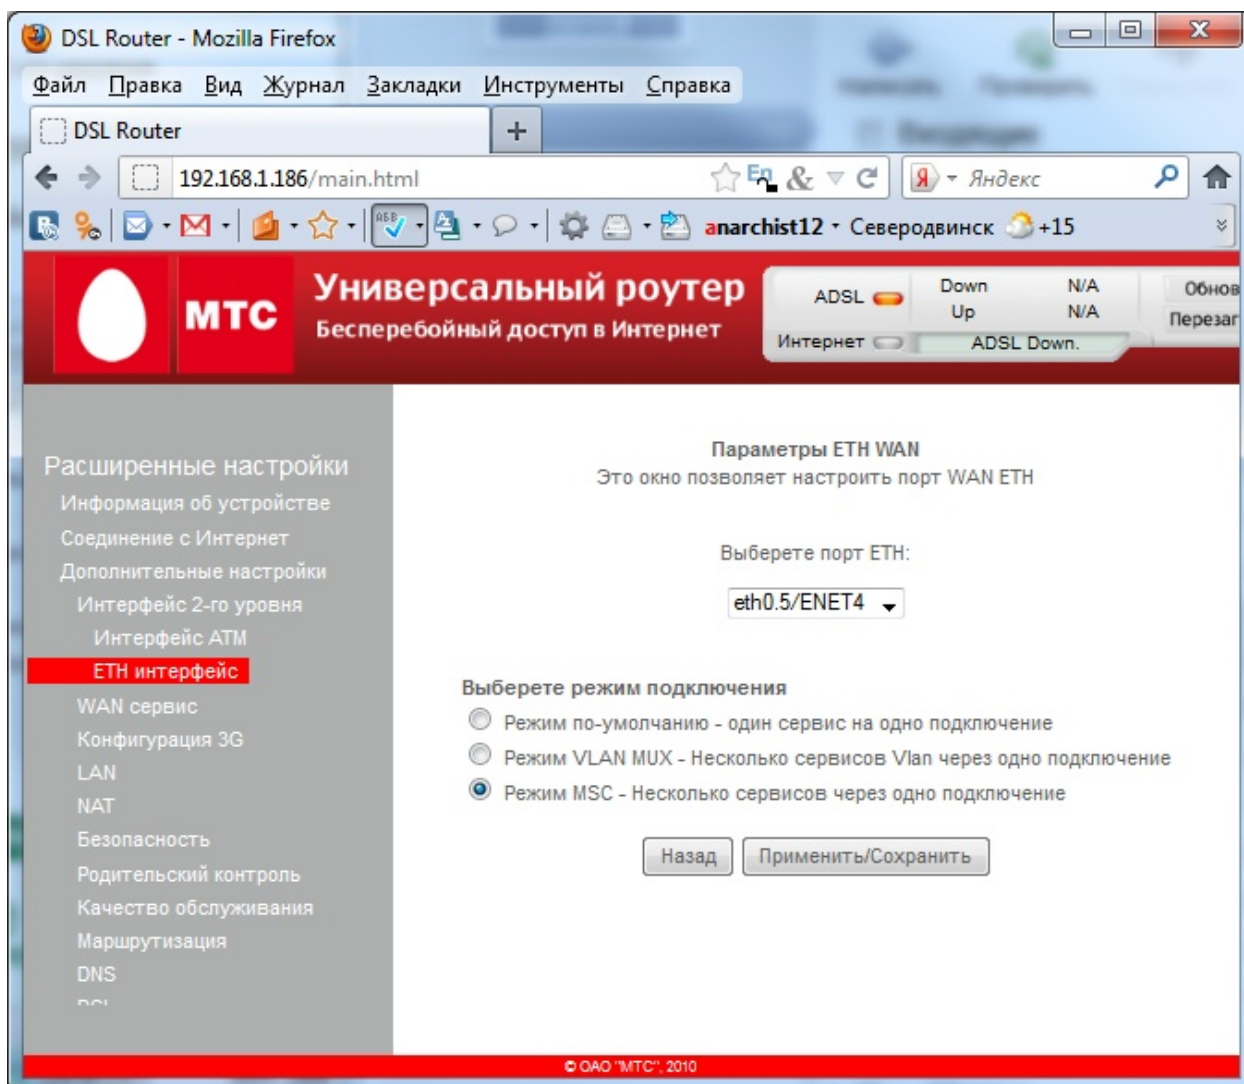 DSL Router - Mozilla Firefox
Файл Правка Вид Журнал Закладки Инструменты Справка
DSL Router
192.168.1.186/main.html
Яндекс
anarchist12 Северодвинск +15
МТС
Универсальный роутер
Бесперебойный доступ в Интернет
ADSL Down N/A
Up N/A
Интернет ADSL Down.
Обнов
Перезаг
Расширенные настройки
Информация об устройстве
Соединение с Интернет
Дополнительные настройки
Интерфейс 2-го уровня
Интерфейс ATM
ETH интерфейс
WAN сервис
Конфигурация 3G
LAN
NAT
Безопасность
Родительский контроль
Качество обслуживания
Маршрутизация
DNS
Параметры ETH WAN
Это окно позволяет настроить порт WAN ETH
Выберете порт ETH:
eth0.5/ENET4
Выберете режим подключения
Режим по-умолчанию - один сервис на одно подключение
Режим VLAN MUX - Несколько сервисов Vlan через одно подключение
Режим MSC - Несколько сервисов через одно подключение
Назад Применить/Сохранить
© ОАО "МТС", 2010